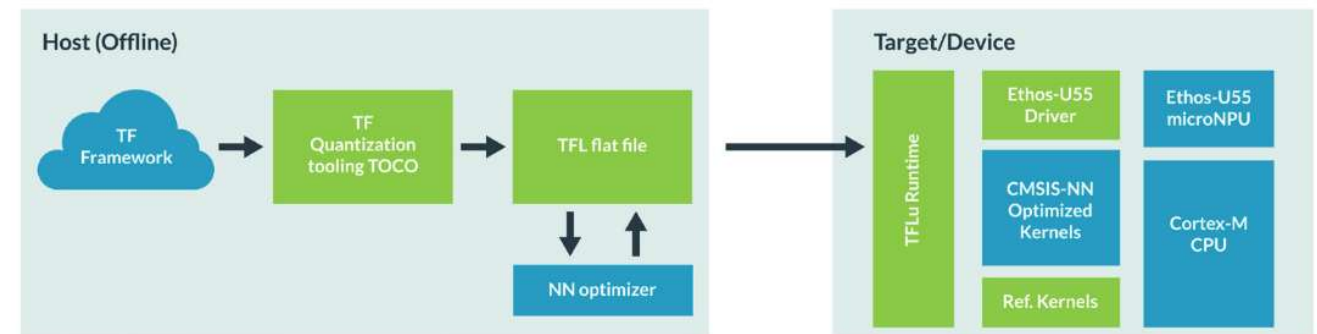 Host (Offline)
TF
Framework
TF
Quantization
tooling TOCO
TFL flat file
NN optimizer
Target/Device
TFLu Runtime
Ethos-U55
Driver
CMSIS-NN
Optimized
Kernels
Ref. Kernels
Ethos-U55
microNPU
Cortex-M
CPU